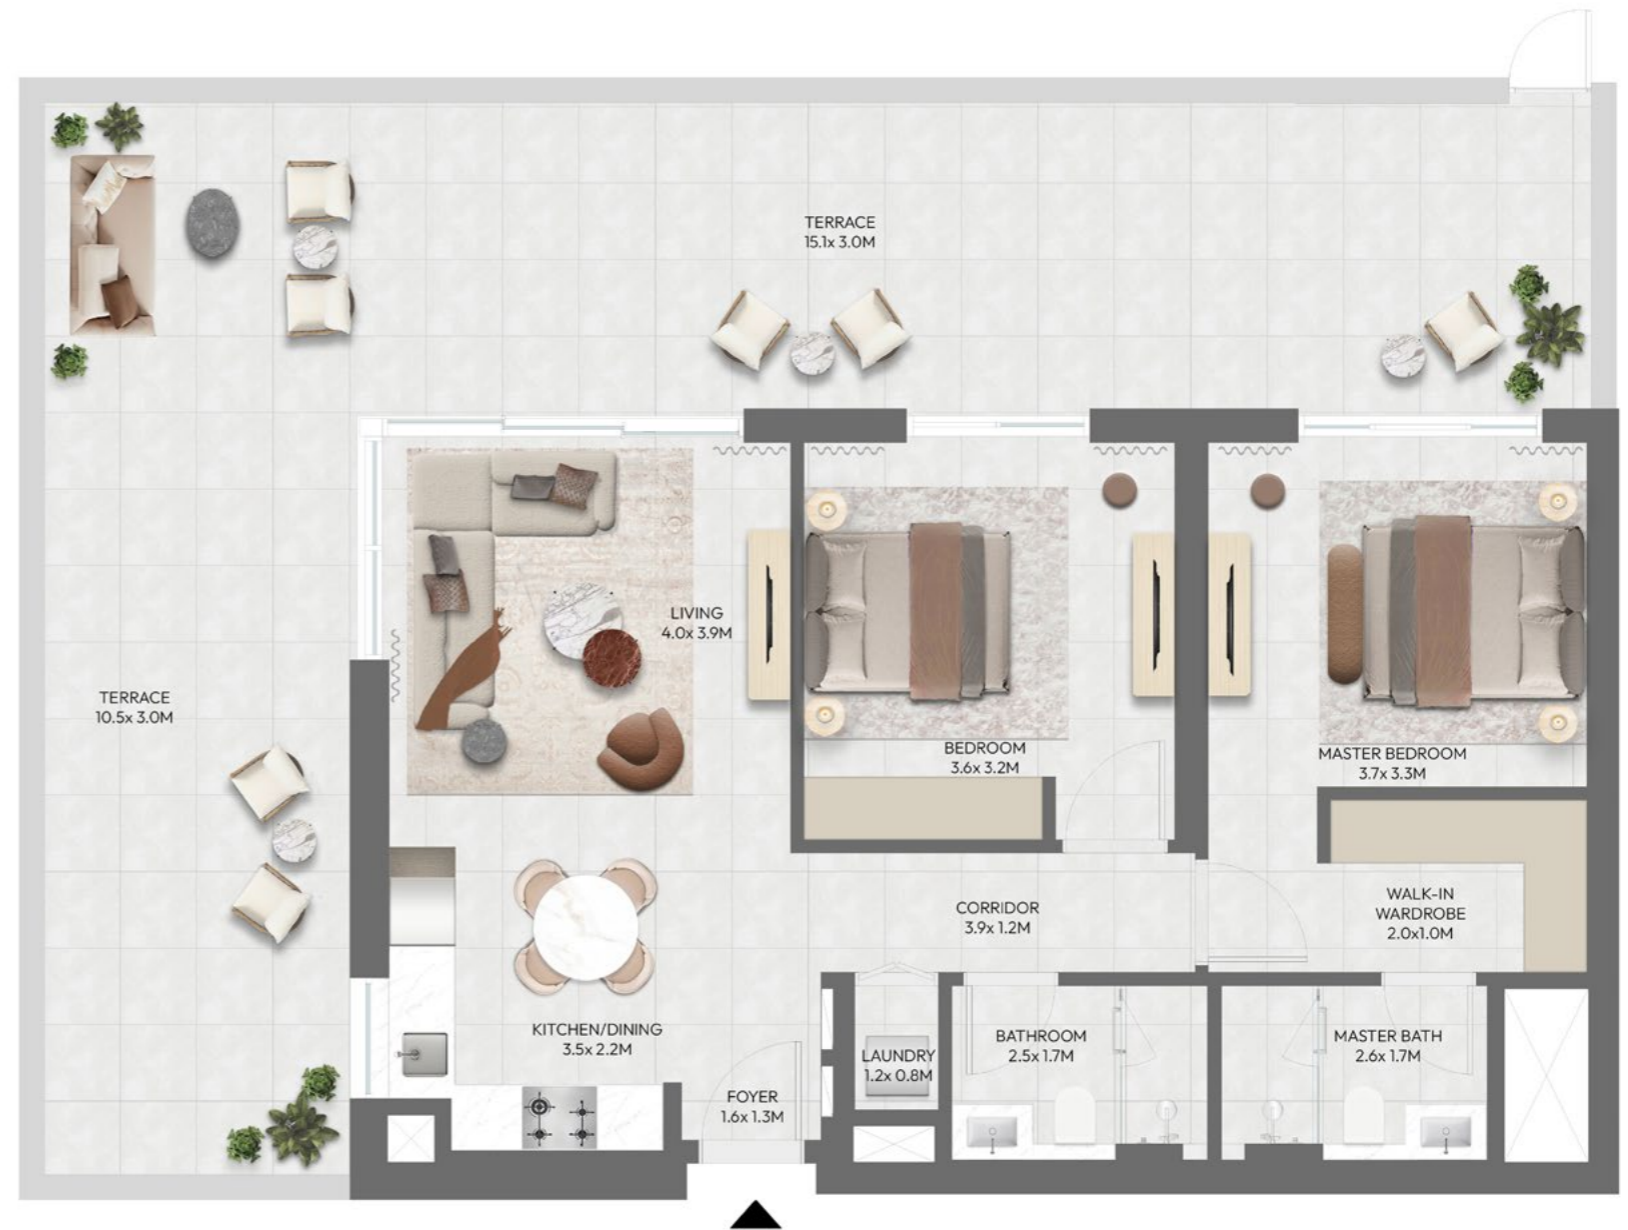 TERRACE
15.1x 3.0M
LIVING
4.0x 3.9M
TERRACE
10.5x 3.0M
BEDROOM
3.6x 3.2M
MASTER BEDROOM
3.7x 3.3M
WALK-IN
WARDROBE
2.0x1.0M
CORRIDOR
3.9x 1.2M
KITCHEN/DINING
3.5x 2.2M
BATHROOM
2.5x 1.7M
MASTER BATH
2.6x 1.7M
LAUNDRY
1.2x 0.8M
FOYER
1.6x 1.3M